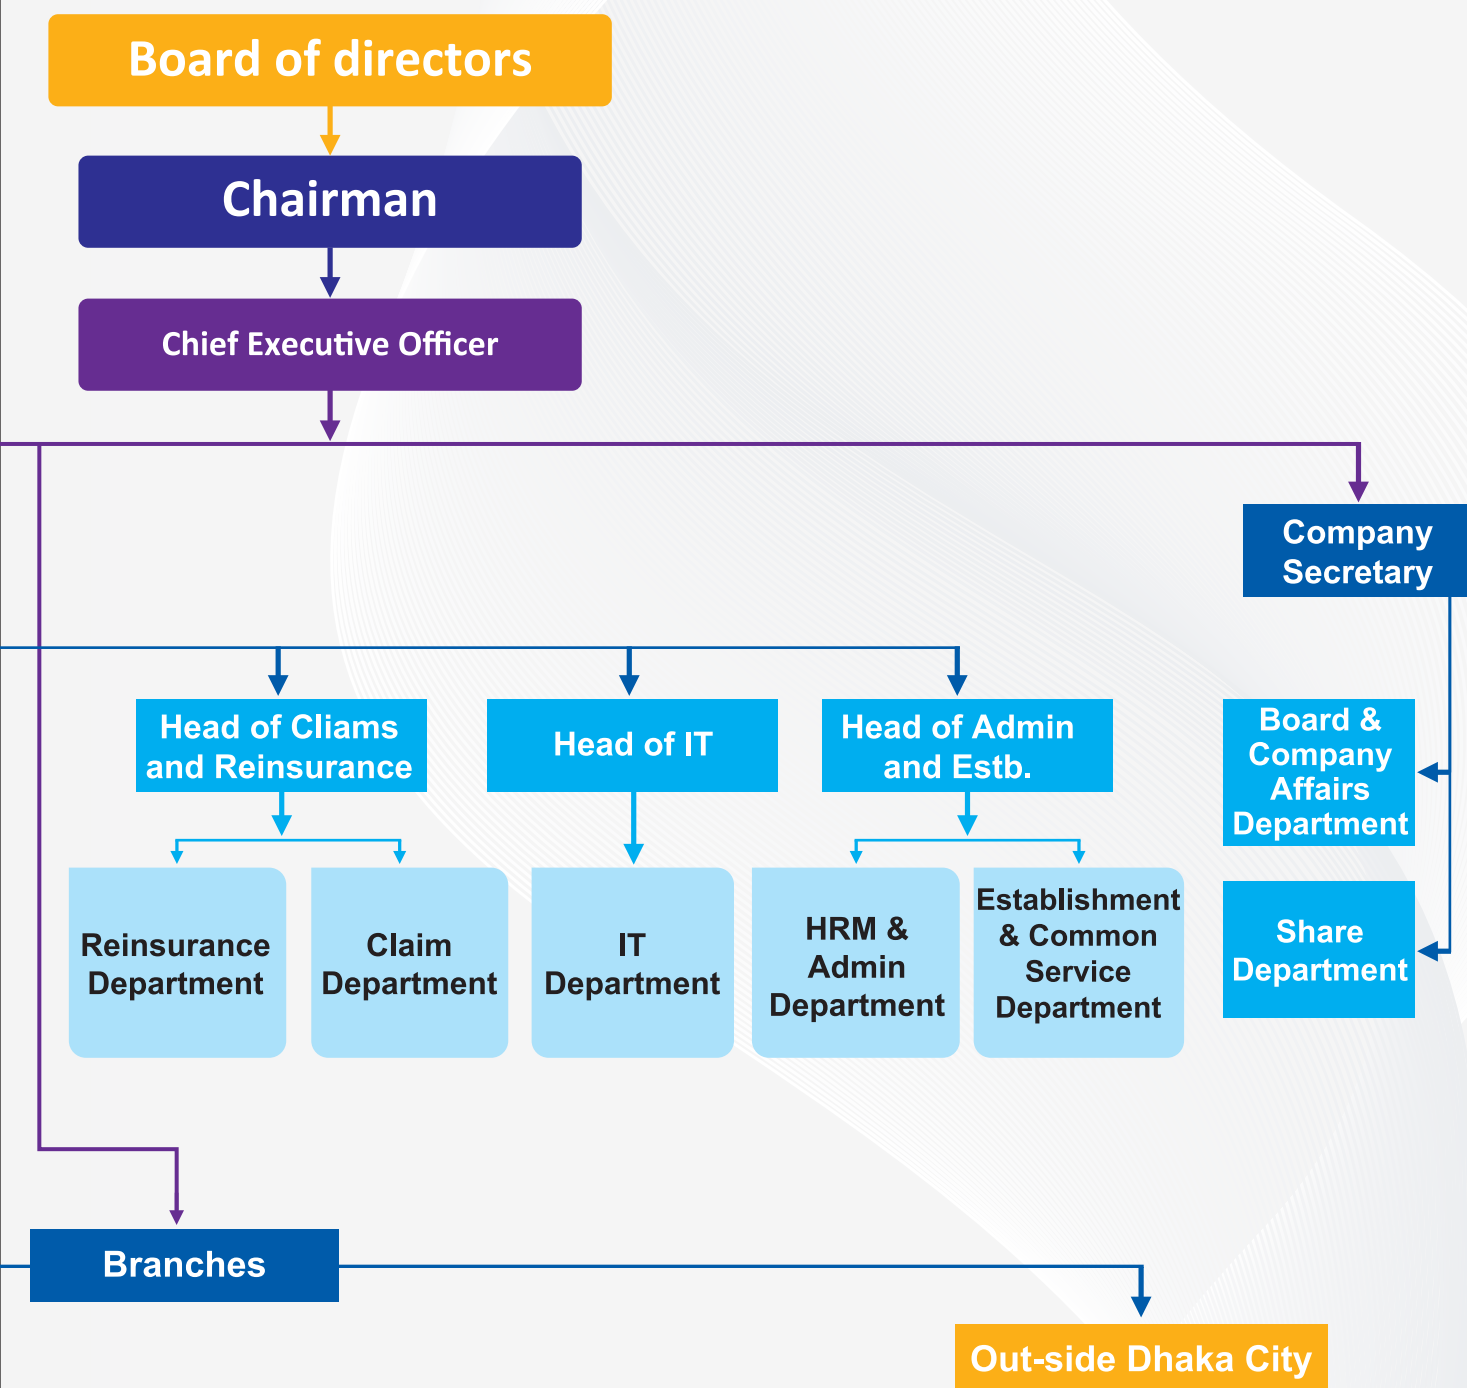 Board of directors
Chairman
Chief Executive Officer
Company
Secretary
Head of Cliams
and Reinsurance
Head of IT
Head of Admin
and Estb.
Board &
Company
Affairs
Department
Reinsurance
Department
Claim
Department
IT
Department
HRM &
Admin
Department
Establishment
& Common
Service
Department
Share
Department
Branches
Out-side Dhaka City